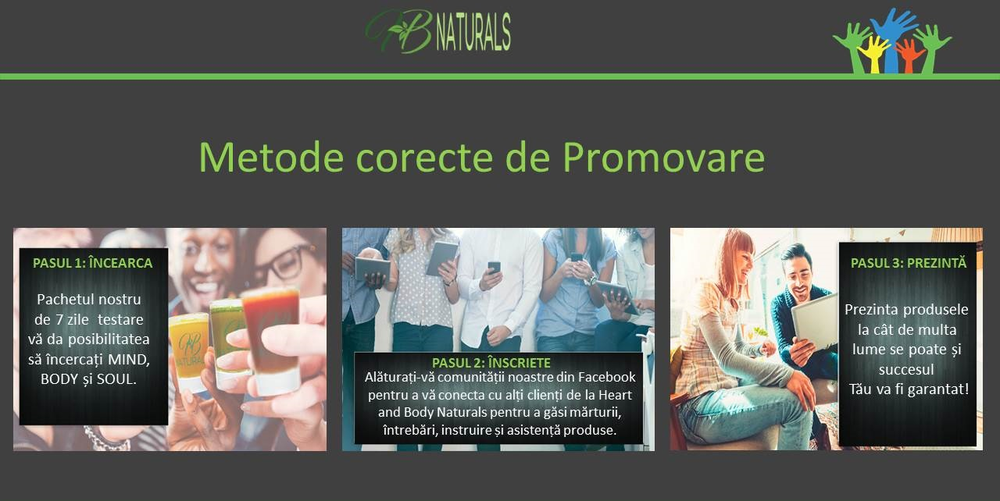 HB NATURALS
Metode corecte de Promovare
PASUL 1: ÎNCEARCA
Pachetul nostru
de 7 zile testare
vă da posibilitatea
să încercați MIND,
BODY și SOUL.
HB
NATURALS
PASUL 2: ÎNSCRIETE
Alăturați-vă comunității noastre din Facebook
pentru a vă conecta cu alți clienți de la Heart
and Body Naturals pentru a găsi mărturii,
întrebări, instruire și asistență produse.
PASUL 3: PREZINTĂ
Prezinta produsele
la cât de multa
lume se poate și
succesul
Tău va fi garantat!